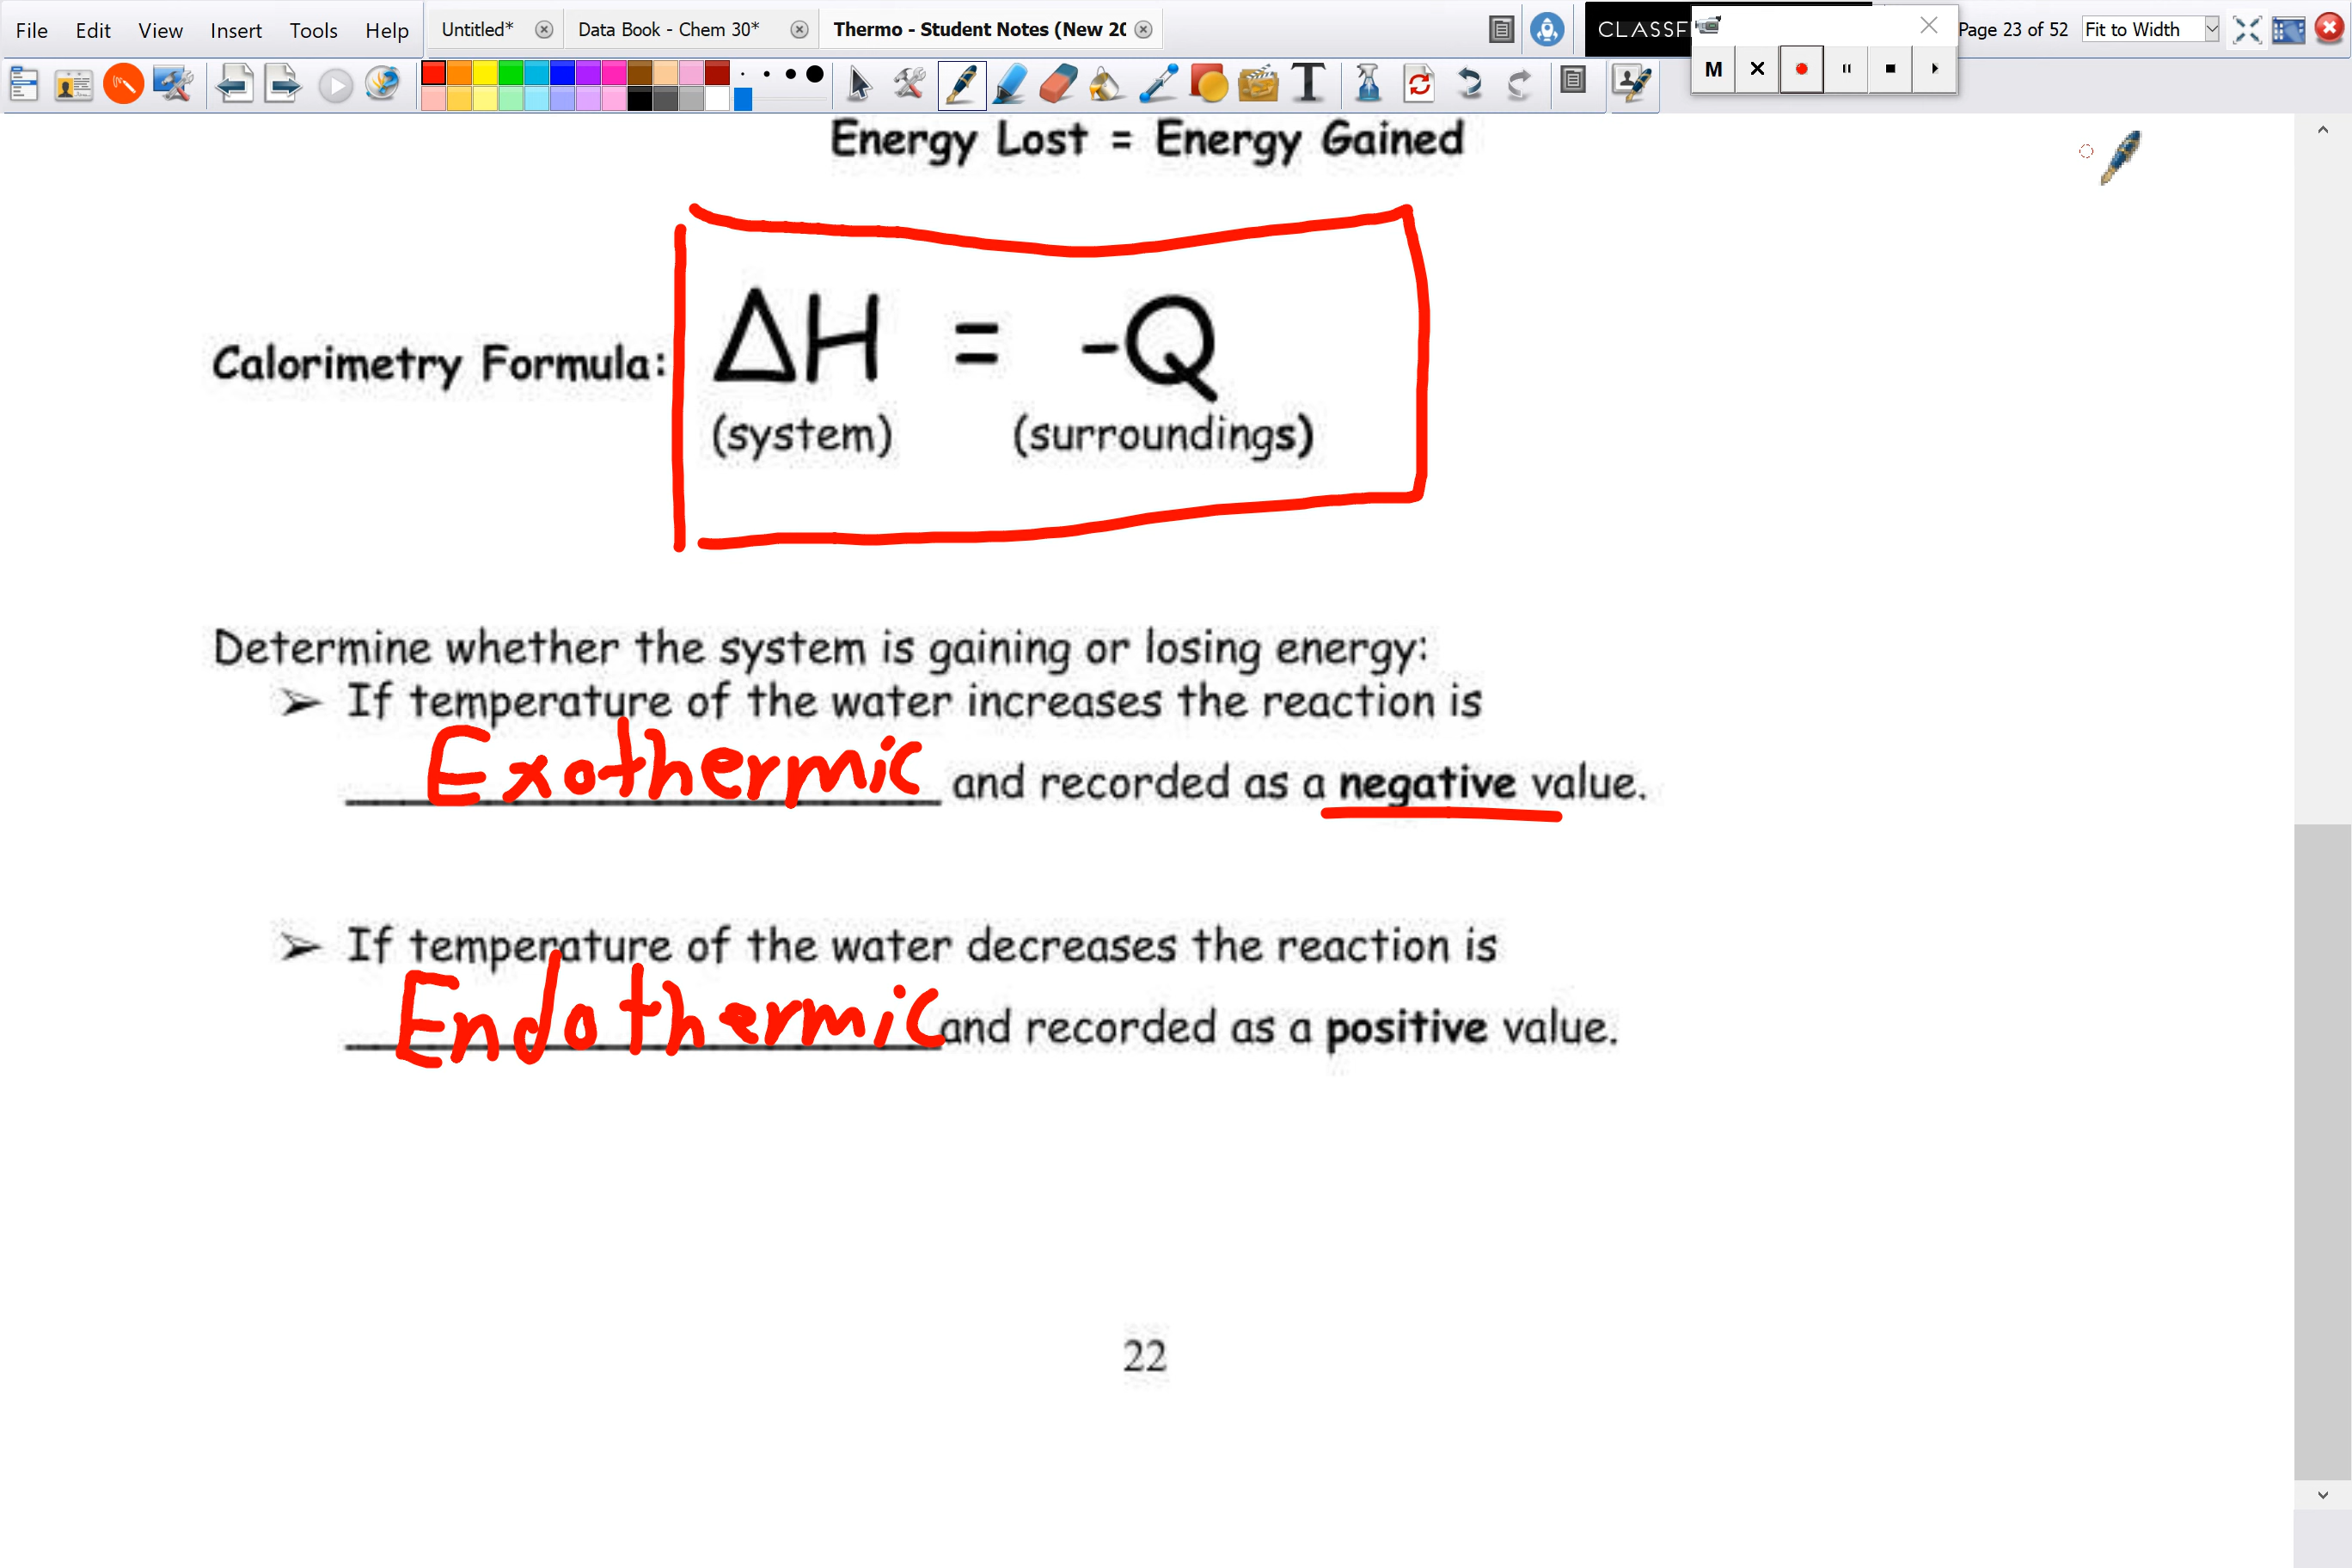 File Edit View Insert Tools Help Untitled* Data Book - Chem 30* Thermo - Student Notes (New 20 CLASSF Page 23 of 52 Fit to Width
M
T
Energy Lost = Energy Gained
Calorimetry Formula: ΔH = -Q
(system) (surroundings)
Determine whether the system is gaining or losing energy:
➢ If temperature of the water increases the reaction is
Exothermic and recorded as a negative value.
➢ If temperature of the water decreases the reaction is
Endothermic and recorded as a positive value.
22